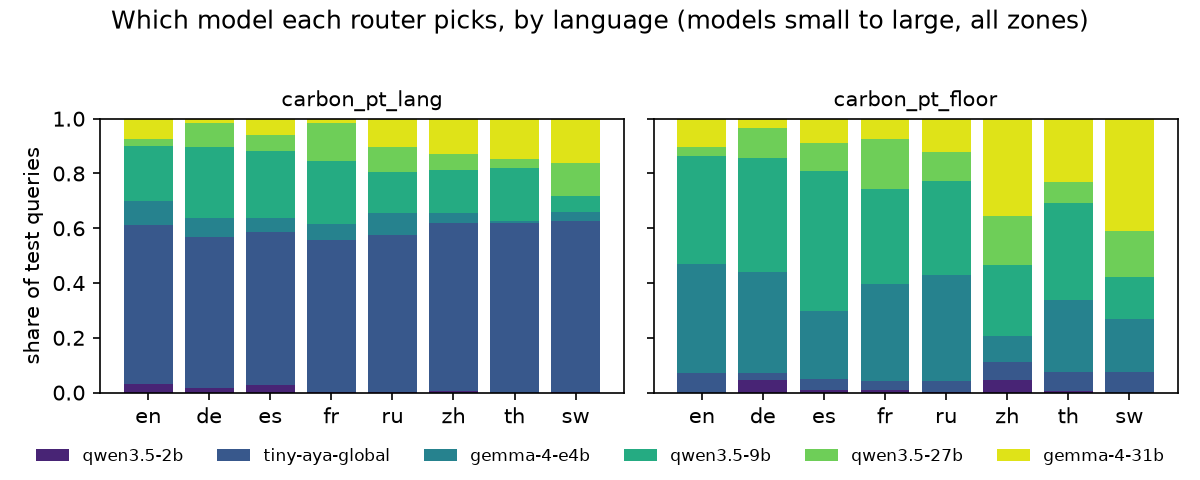 Which model each router picks, by language (models small to large, all zones)
carbon_pt_lang
carbon_pt_floor
share of test queries
1.0
0.8
0.6
0.4
0.2
0.0
en de es fr ru zh th sw
en de es fr ru zh th sw
qwen3.5-2b tiny-aya-global gemma-4-e4b qwen3.5-9b qwen3.5-27b gemma-4-31b